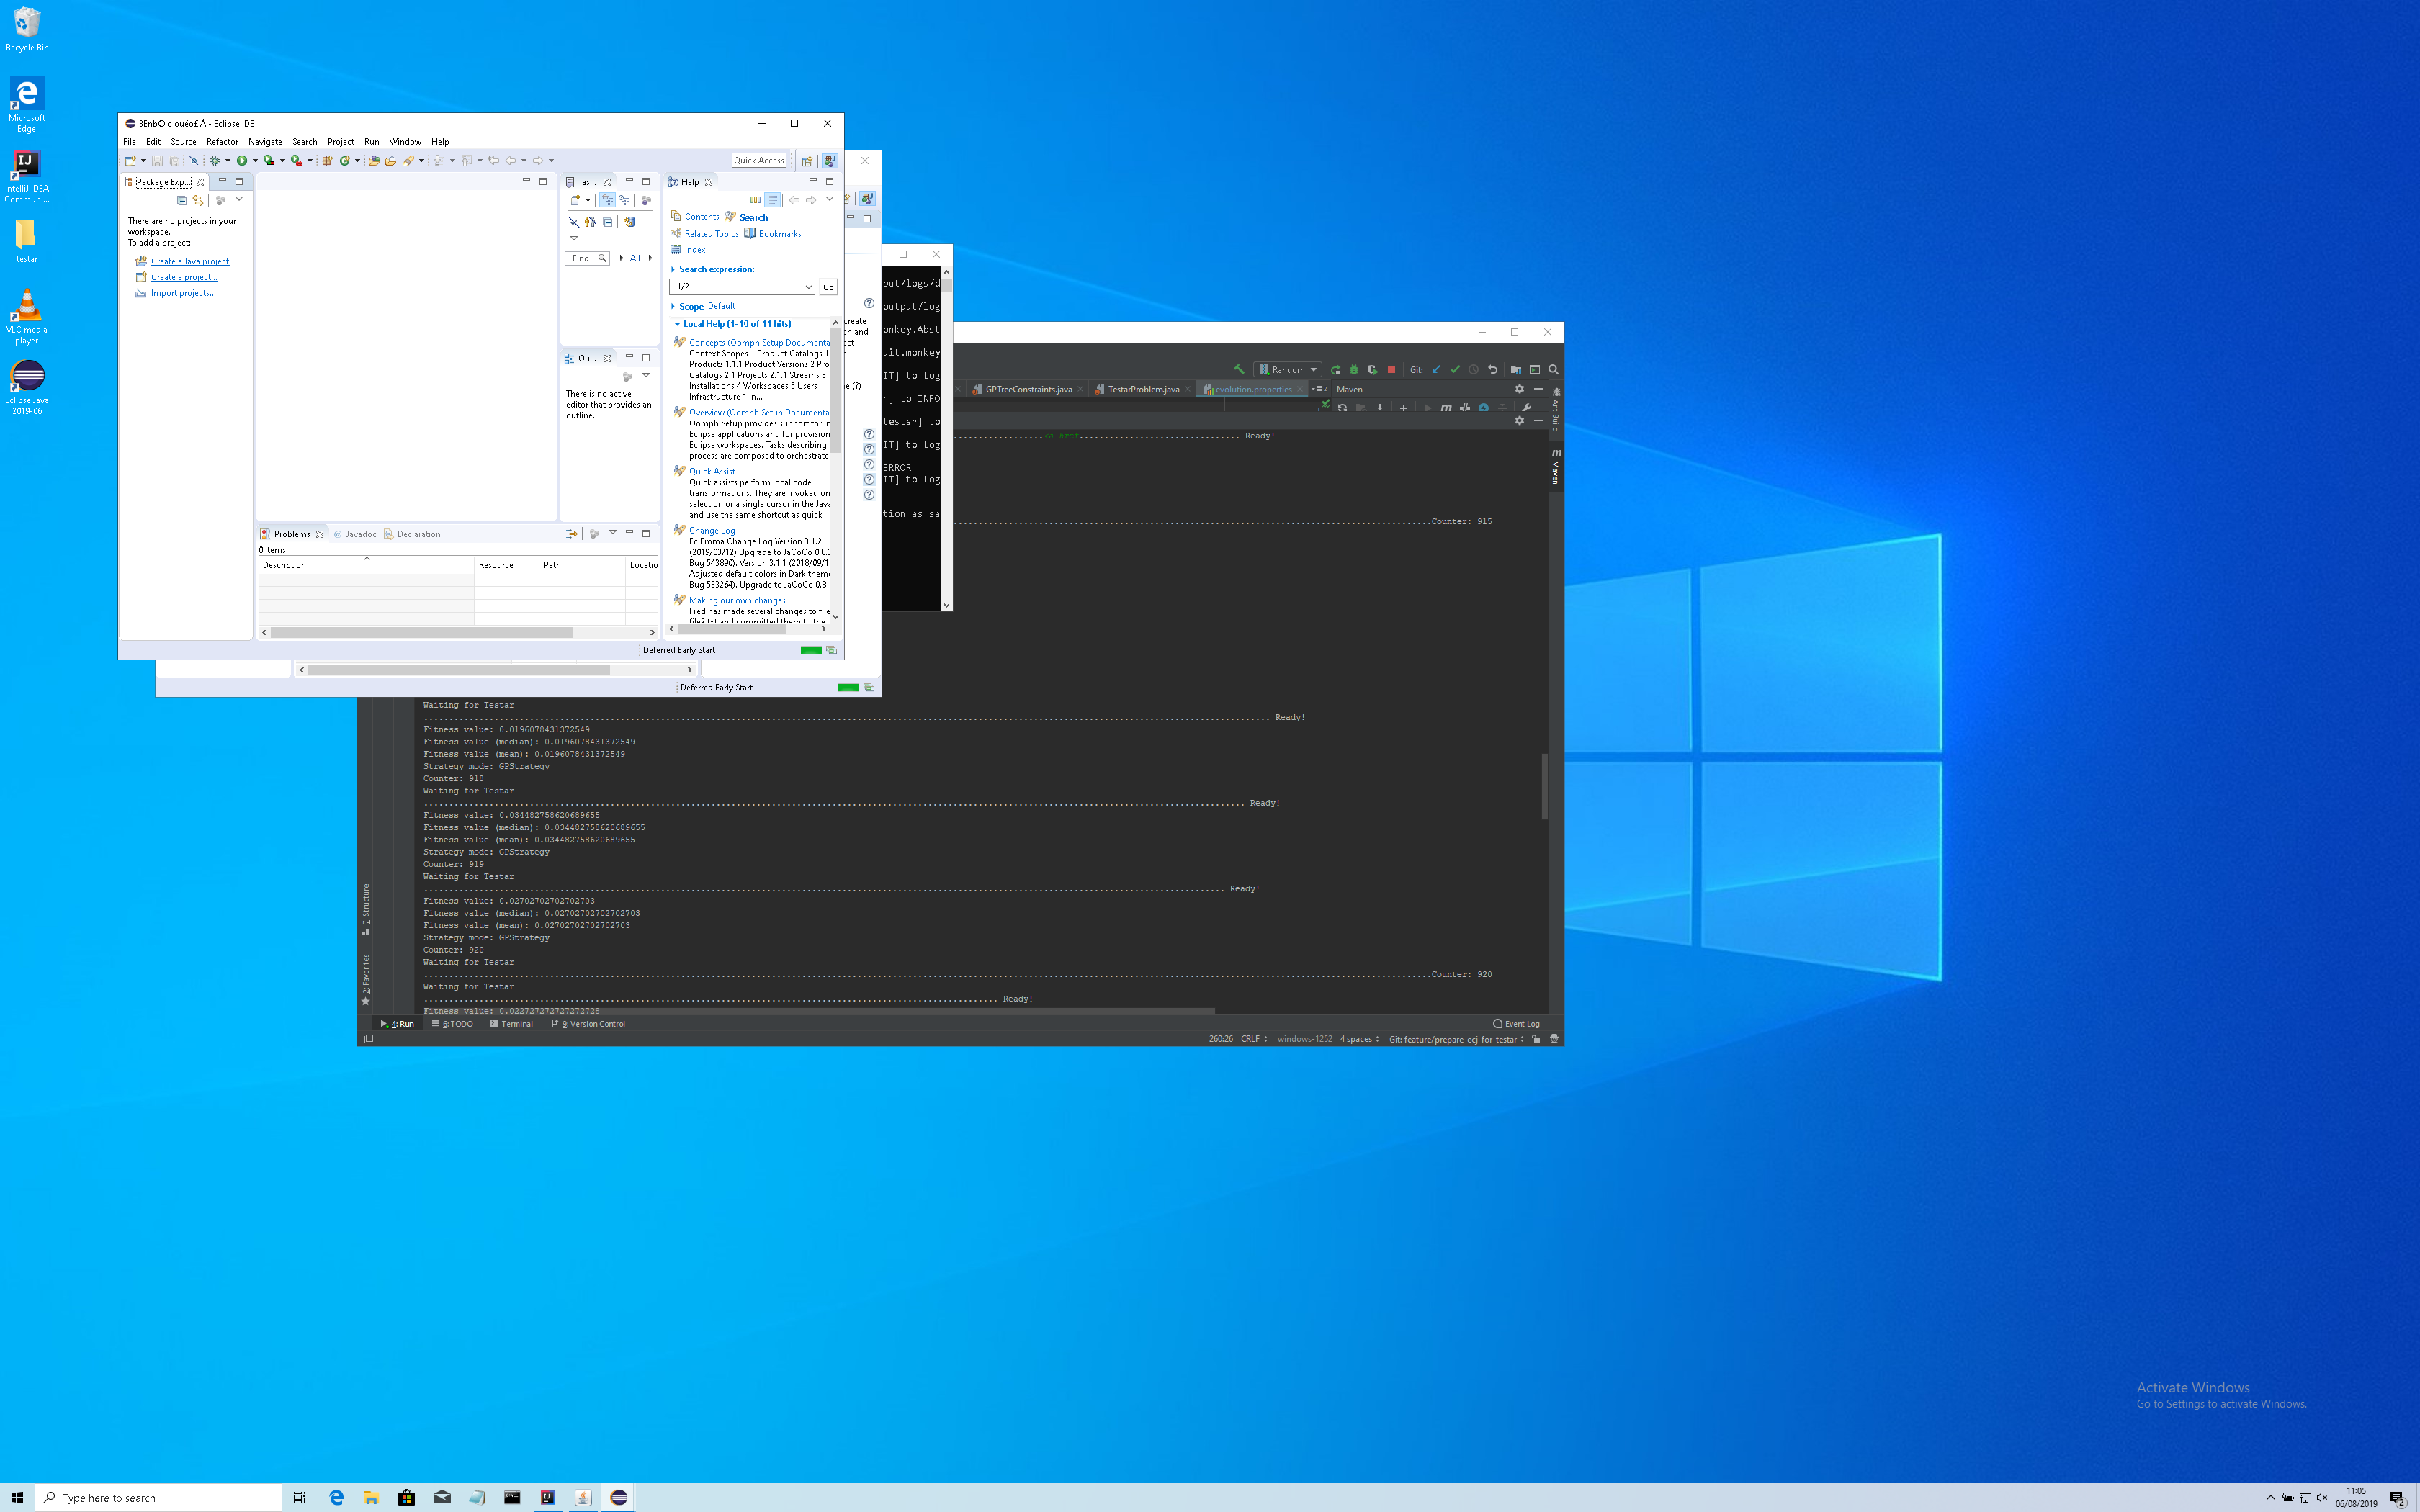 Recycle Bin
Microsoft
Edge
IntelliJ IDEA
Communi...
testar
VLC media
player
Eclipse Java
2019-06
3EnbOlo ouéo£ Å - Eclipse IDE
File Edit Source Refactor Navigate Search Project Run Window Help
Quick Access
Package Exp...
There are no projects in your
workspace.
To add a project:
Create a Java project
Create a project...
Import projects...
Tas...
Find
All
Ou...
There is no active
editor that provides an
outline.
Help
Contents Search
Related Topics Bookmarks
Index
Search expression:
-1/2
Go
Scope Default
Local Help (1-10 of 11 hits)
Concepts (Oomph Setup Documenta
Context Scopes 1 Product Catalogs 1
Products 1.1.1 Product Versions 2 Proj
Catalogs 2.1 Projects 2.1.1 Streams 3
Installations 4 Workspaces 5 Users
Infrastructure 1 In...
Overview (Oomph Setup Documenta
Oomph Setup provides support for in
Eclipse applications and for provision
Eclipse workspaces. Tasks describing
process are composed to orchestrate
Quick Assist
Quick assists perform local code
transformations. They are invoked on
selection or a single cursor in the Java
and use the same shortcut as quick
Change Log
EclEmma Change Log Version 3.1.2
(2019/03/12) Upgrade to JaCoCo 0.8.3
Bug 543890). Version 3.1.1 (2018/09/1
Adjusted default colors in Dark theme
Bug 533264). Upgrade to JaCoCo 0.8
Making our own changes
Fred has made several changes to file
file2.txt and committed them to the
Problems Javadoc Declaration
0 items
Description Resource Path Locatio
Deferred Early Start
create
on and
ect
e (?)
Deferred Early Start
put/logs/d
output/log
onkey.Abst
uit.monkey
IT] to Log
r] to INFO
testar] to
IT] to Log
ERROR
IT] to Log
tion as sa
Random
Git:
GPTreeConstraints.java TestarProblem.java evolution.properties Maven
Ant Build
Maven
..................<a href............................... Ready!
...............................................................................................Counter: 915
Waiting for Testar
........................................................................................................................................................................ Ready!
Fitness value: 0.0196078431372549
Fitness value (median): 0.0196078431372549
Fitness value (mean): 0.0196078431372549
Strategy mode: GPStrategy
Counter: 918
Waiting for Testar
................................................................................................................................................................... Ready!
Fitness value: 0.034482758620689655
Fitness value (median): 0.034482758620689655
Fitness value (mean): 0.034482758620689655
Strategy mode: GPStrategy
Counter: 919
Waiting for Testar
............................................................................................................................................................... Ready!
Fitness value: 0.02702702702702703
Fitness value (median): 0.02702702702702703
Fitness value (mean): 0.02702702702702703
Strategy mode: GPStrategy
Counter: 920
Waiting for Testar
........................................................................................................................................................................................................Counter: 920
Waiting for Testar
.................................................................................................................. Ready!
Fitness value: 0.022727272727272728
7: Structure
2: Favorites
4: Run 6: TODO Terminal 9: Version Control
Event Log
260:26 CRLF windows-1252 4 spaces Git: feature/prepare-ecj-for-testar
Activate Windows
Go to Settings to activate Windows.
Type here to search
11:05
06/08/2019
2